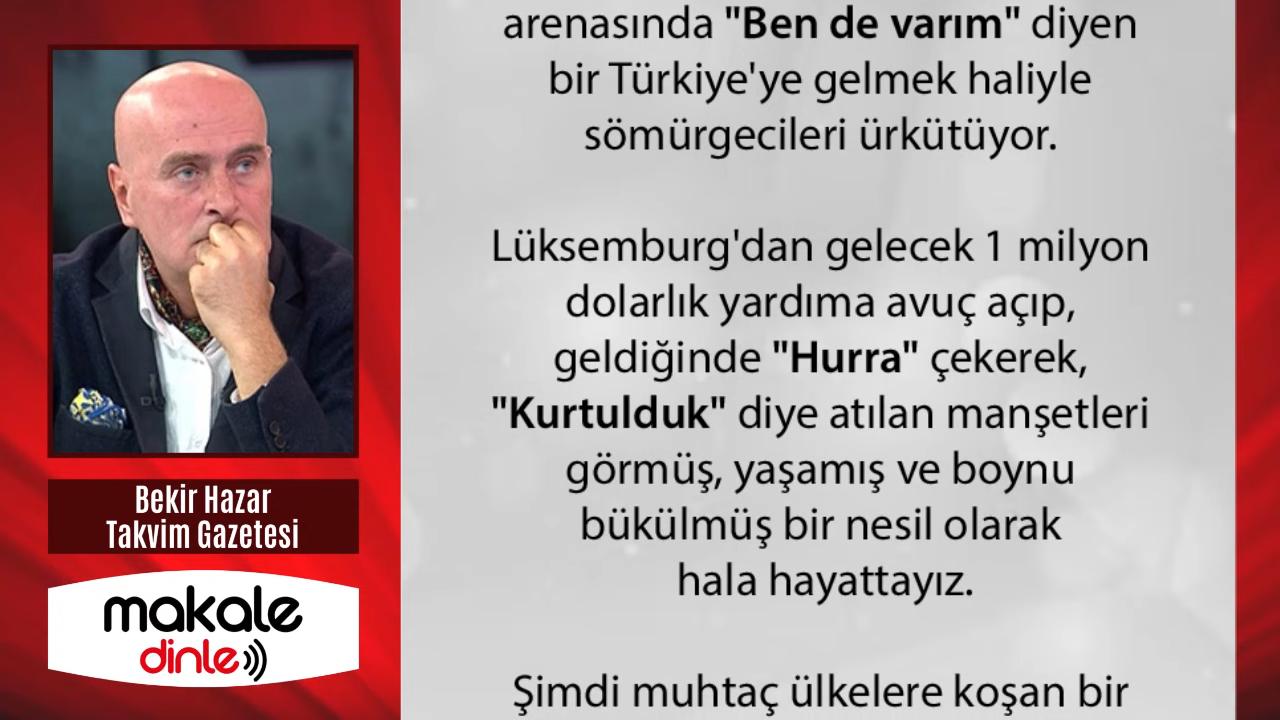 arenasında "Ben de varım" diyen
bir Türkiye'ye gelmek haliyle
sömürgecileri ürkütüyor.
Lüksemburg'dan gelecek 1 milyon
dolarlık yardıma avuç açıp,
geldiğinde "Hurra" çekerek,
"Kurtulduk" diye atılan manşetleri
görmüş, yaşamış ve boynu
bükülmüş bir nesil olarak
hala hayattayız.
Şimdi muhtaç ülkelere koşan bir
Bekir Hazar
Takvim Gazetesi
makale
dinle